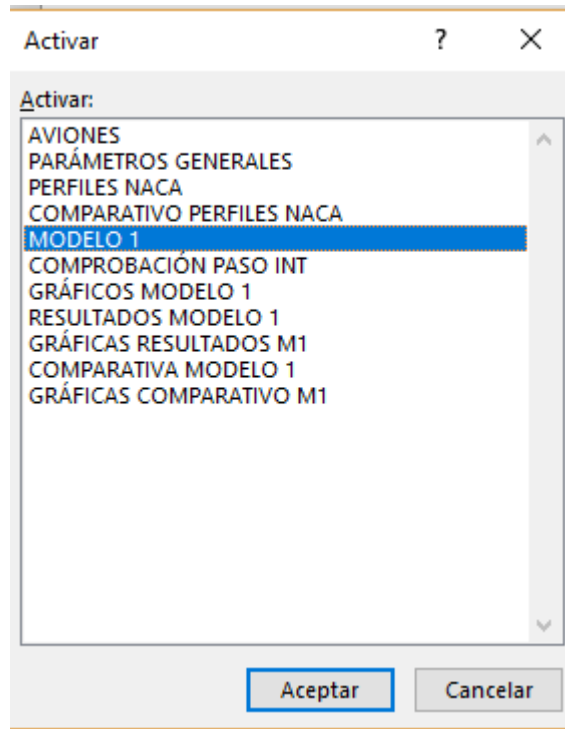 Activar
?
Activar:
AVIONES
PARÁMETROS GENERALES
PERFILES NACA
COMPARATIVO PERFILES NACA
MODELO 1
COMPROBACIÓN PASO INT
GRÁFICOS MODELO 1
RESULTADOS MODELO 1
GRÁFICAS RESULTADOS M1
COMPARATIVA MODELO 1
GRÁFICAS COMPARATIVO M1
Aceptar
Cancelar